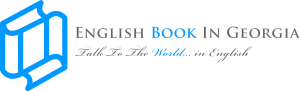 English Book In Georgia
Talk To The World... in English